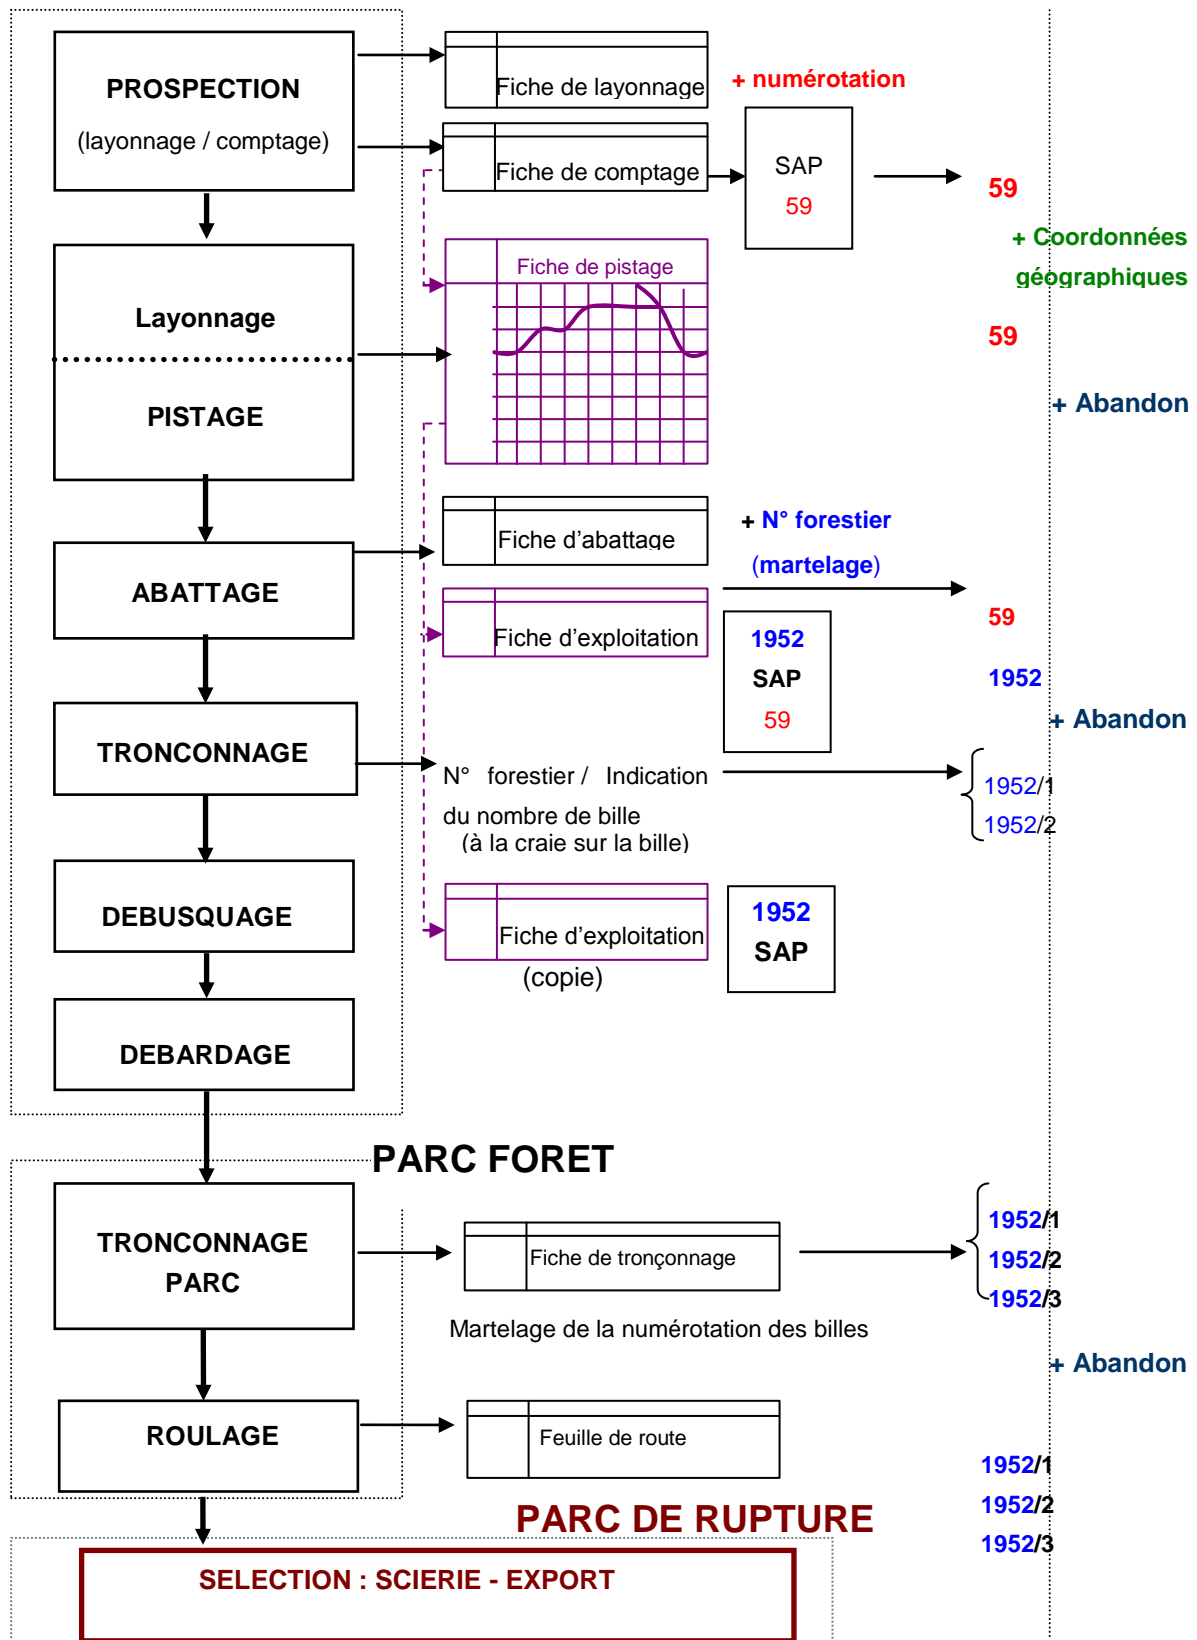 PROSPECTION
(layonnage / comptage)
Fiche de layonnage
+ numérotation
Fiche de comptage
SAP
59
59
+ Coordonnées
géographiques
Fiche de pistage
Layonnage
PISTAGE
59
+ Abandon
ABATTAGE
Fiche d'abattage
+ N° forestier
(martelage)
Fiche d'exploitation
1952
SAP
59
59
1952
+ Abandon
TRONCONNAGE
N° forestier / Indication
du nombre de bille
(à la craie sur la bille)
1952/1
1952/2
DEBUSQUAGE
Fiche d'exploitation
(copie)
1952
SAP
DEBARDAGE
PARC FORET
TRONCONNAGE
PARC
Fiche de tronçonnage
1952/1
1952/2
1952/3
Martelage de la numérotation des billes
+ Abandon
ROULAGE
Feuille de route
1952/1
1952/2
1952/3
PARC DE RUPTURE
SELECTION : SCIERIE - EXPORT